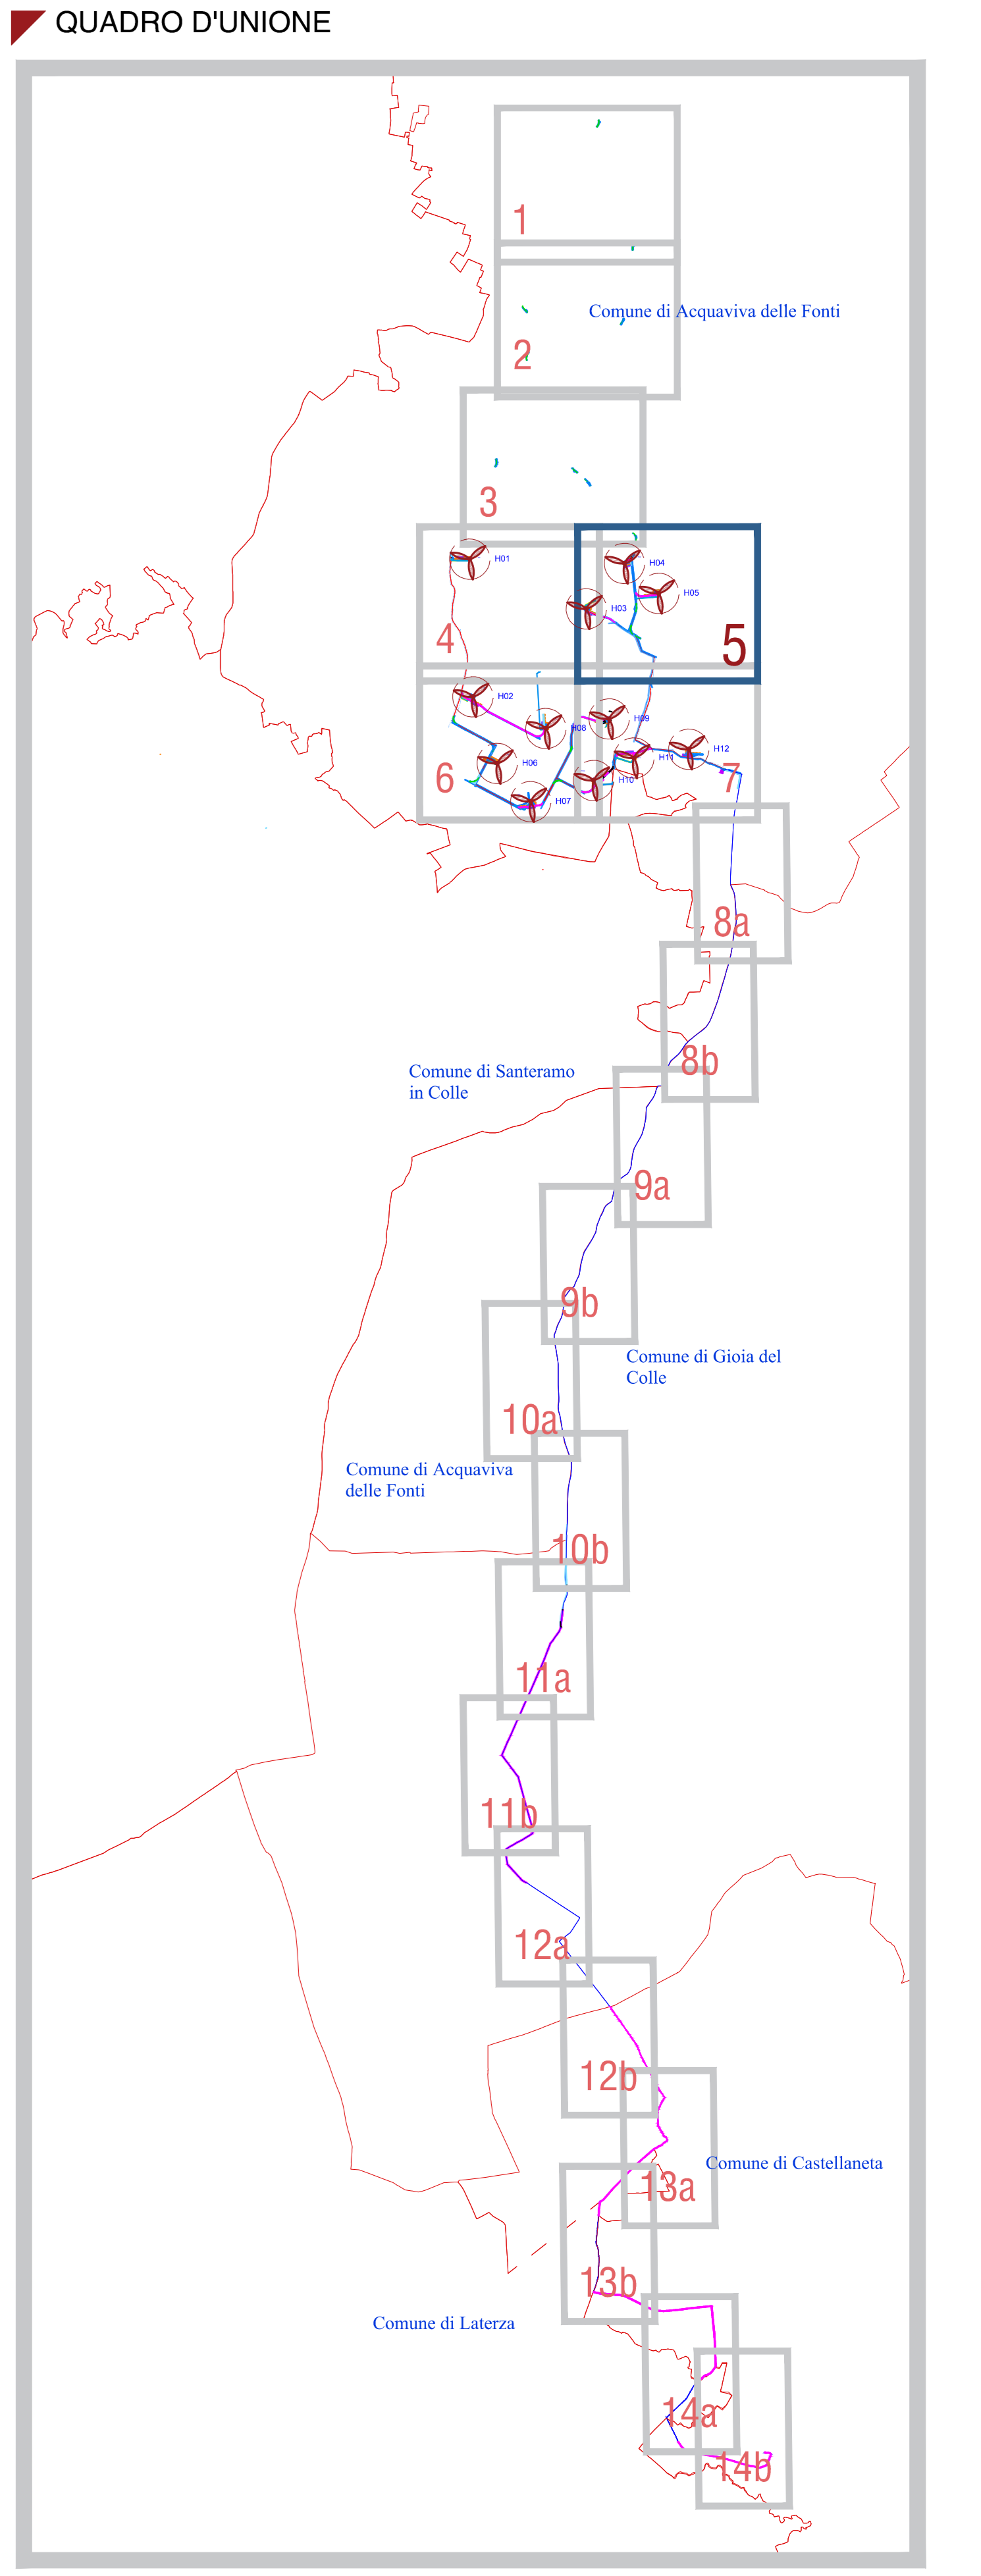 QUADRO D'UNIONE
1
Comune di Acquaviva delle Fonti
2
3
H01
H04
H05
H03
4
5
H02
H09
H08
H12
H11
H06
6
H10
7
H07
8a
8b
Comune di Santeramo
in Colle
9a
9b
Comune di Gioia del
Colle
10a
Comune di Acquaviva
delle Fonti
10b
11a
11b
12a
12b
Comune di Castellaneta
13a
13b
Comune di Laterza
14a
14b